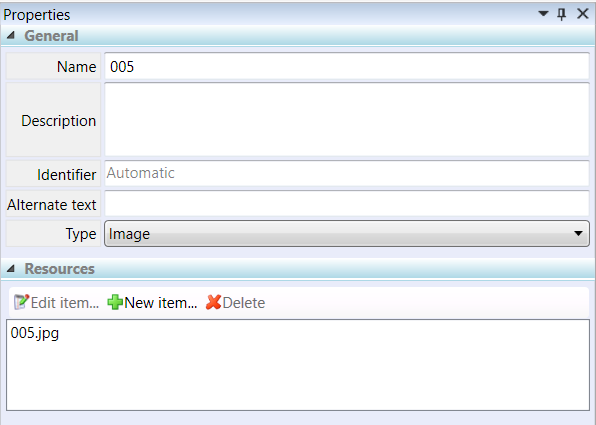 Properties
General
Name 005
Description
Identifier Automatic
Alternate text
Type Image
Resources
Edit item... New item... Delete
005.jpg